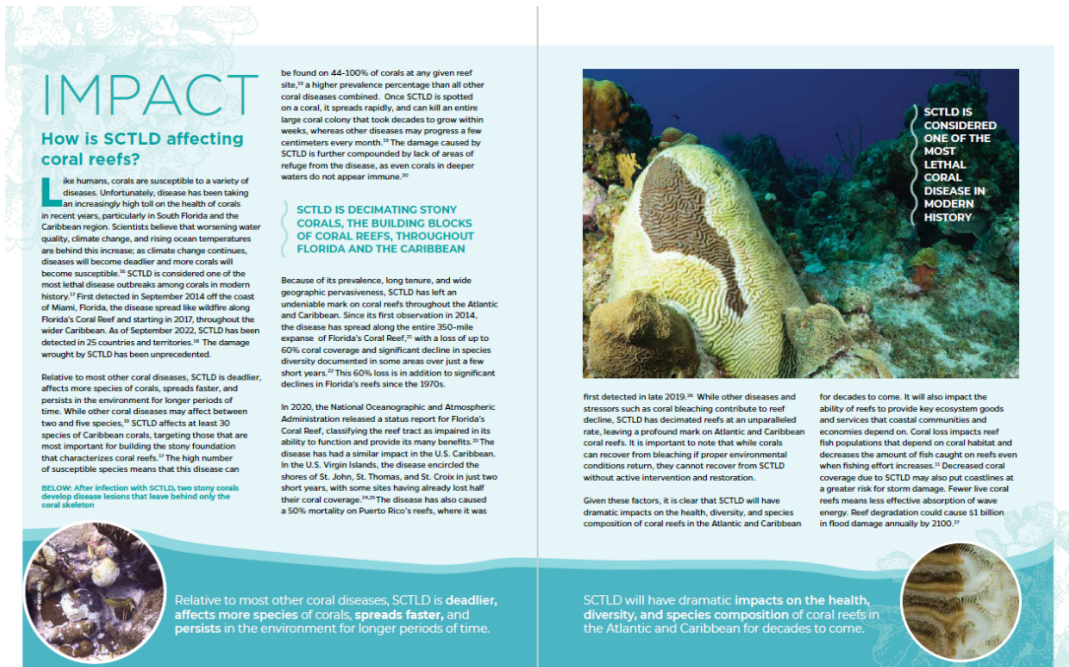 IMPACT
How is SCTLD affecting
coral reefs?
Like humans, corals are susceptible to a variety of
diseases. Unfortunately, disease has been taking
an increasingly high toll on the health of corals
in recent years, particularly in South Florida and the
Caribbean region. Scientists believe that worsening water
quality, climate change, and rising ocean temperatures
are behind this increase; as climate change continues,
diseases will become deadlier and more corals will
become susceptible.16 SCTLD is considered one of the
most lethal disease outbreaks among corals in modern
history.17 First detected in September 2014 off the coast
of Miami, Florida, the disease spread like wildfire along
Florida's Coral Reef and starting in 2017, throughout the
wider Caribbean. As of September 2022, SCTLD has been
detected in 25 countries and territories.18 The damage
wrought by SCTLD has been unprecedented.
Relative to most other coral diseases, SCTLD is deadlier,
affects more species of corals, spreads faster, and
persists in the environment for longer periods of
time. While other coral diseases may affect between
two and five species,19 SCTLD affects at least 30
species of Caribbean corals, targeting those that are
most important for building the stony foundation
that characterizes coral reefs.17 The high number
of susceptible species means that this disease can
BELOW: After infection with SCTLD, two stony corals
develop disease lesions that leave behind only the
coral skeleton
be found on 44-100% of corals at any given reef
site,19 a higher prevalence percentage than all other
coral diseases combined. Once SCTLD is spotted
on a coral, it spreads rapidly, and can kill an entire
large coral colony that took decades to grow within
weeks, whereas other diseases may progress a few
centimeters every month.19 The damage caused by
SCTLD is further compounded by lack of areas of
refuge from the disease, as even corals in deeper
waters do not appear immune.20
SCTLD IS DECIMATING STONY
CORALS, THE BUILDING BLOCKS
OF CORAL REEFS, THROUGHOUT
FLORIDA AND THE CARIBBEAN
Because of its prevalence, long tenure, and wide
geographic pervasiveness, SCTLD has left an
undeniable mark on coral reefs throughout the Atlantic
and Caribbean. Since its first observation in 2014,
the disease has spread along the entire 350-mile
expanse of Florida's Coral Reef,21 with a loss of up to
60% coral coverage and significant decline in species
diversity documented in some areas over just a few
short years.22 This 60% loss is in addition to significant
declines in Florida's reefs since the 1970s.
In 2020, the National Oceanographic and Atmospheric
Administration released a status report for Florida's
Coral Reef, classifying the reef tract as impaired in its
ability to function and provide its many benefits.23 The
disease has had a similar impact in the U.S. Caribbean.
In the U.S. Virgin Islands, the disease encircled the
shores of St. John, St. Thomas, and St. Croix in just two
short years, with some sites having already lost half
their coral coverage.24,25 The disease has also caused
a 50% mortality on Puerto Rico's reefs, where it was
Relative to most other coral diseases, SCTLD is deadlier,
affects more species of corals, spreads faster, and
persists in the environment for longer periods of time.
SCTLD IS
CONSIDERED
ONE OF THE
MOST
LETHAL
CORAL
DISEASE IN
MODERN
HISTORY
first detected in late 2019.26 While other diseases and
stressors such as coral bleaching contribute to reef
decline, SCTLD has decimated reefs at an unparalleled
rate, leaving a profound mark on Atlantic and Caribbean
coral reefs. It is important to note that while corals
can recover from bleaching if proper environmental
conditions return, they cannot recover from SCTLD
without active intervention and restoration.
Given these factors, it is clear that SCTLD will have
dramatic impacts on the health, diversity, and species
composition of coral reefs in the Atlantic and Caribbean
for decades to come. It will also impact the
ability of reefs to provide key ecosystem goods
and services that coastal communities and
economies depend on. Coral loss impacts reef
fish populations that depend on coral habitat and
decreases the amount of fish caught on reefs even
when fishing effort increases.11 Decreased coral
coverage due to SCTLD may also put coastlines at
a greater risk for storm damage. Fewer live coral
reefs means less effective absorption of wave
energy. Reef degradation could cause $1 billion
in flood damage annually by 2100.27
SCTLD will have dramatic impacts on the health,
diversity, and species composition of coral reefs in
the Atlantic and Caribbean for decades to come.